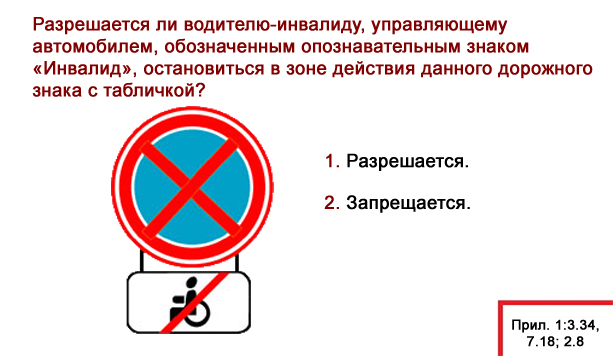 Разрешается ли водителю-инвалиду, управляющему
автомобилем, обозначенным опознавательным знаком
«Инвалид», остановиться в зоне действия данного дорожного
знака с табличкой?
1. Разрешается.
2. Запрещается.
Прил. 1:3.34,
7.18; 2.8